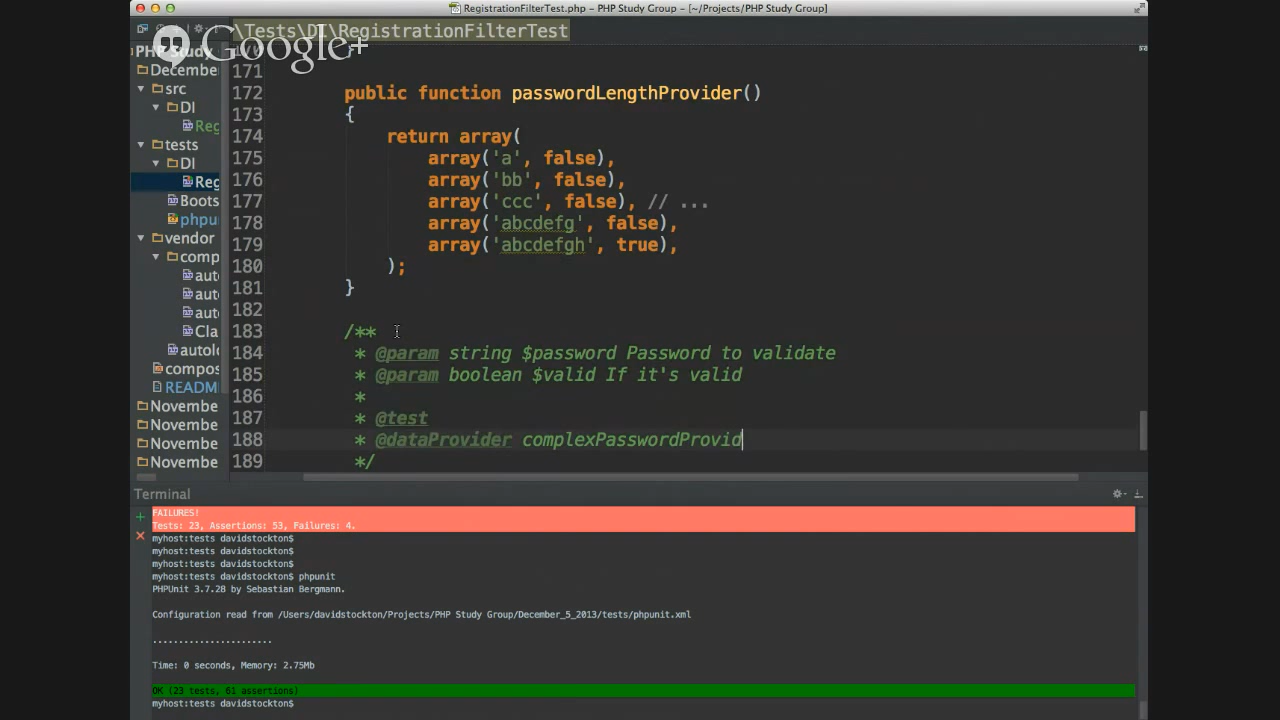 RegistrationFilterTest.php – PHP Study Group – [~/Projects/PHP Study Group]
\Tests\DI\RegistrationFilterTest
Google+
PHP Study
Decembe
src
DI
Reg
tests
DI
Reg
Boots
phpu
vendor
comp
auto
auto
auto
Cla
autolo
compos
README
Novembe
Novembe
Novembe
Novembe
171
172 public function passwordLengthProvider()
173 {
174 return array(
175 array('a', false),
176 array('bb', false),
177 array('ccc', false), // ...
178 array('abcdefg', false),
179 array('abcdefgh', true),
180 );
181 }
182
183 /**
184 * @param string $password Password to validate
185 * @param boolean $valid If it's valid
186 *
187 * @test
188 * @dataProvider complexPasswordProvid
189 */
Terminal
FAILURES!
Tests: 23, Assertions: 53, Failures: 4.
myhost:tests davidstockton$
myhost:tests davidstockton$
myhost:tests davidstockton$
myhost:tests davidstockton$ phpunit
PHPUnit 3.7.28 by Sebastian Bergmann.
Configuration read from /Users/davidstockton/Projects/PHP Study Group/December_5_2013/tests/phpunit.xml
.......................
Time: 0 seconds, Memory: 2.75Mb
OK (23 tests, 61 assertions)
myhost:tests davidstockton$